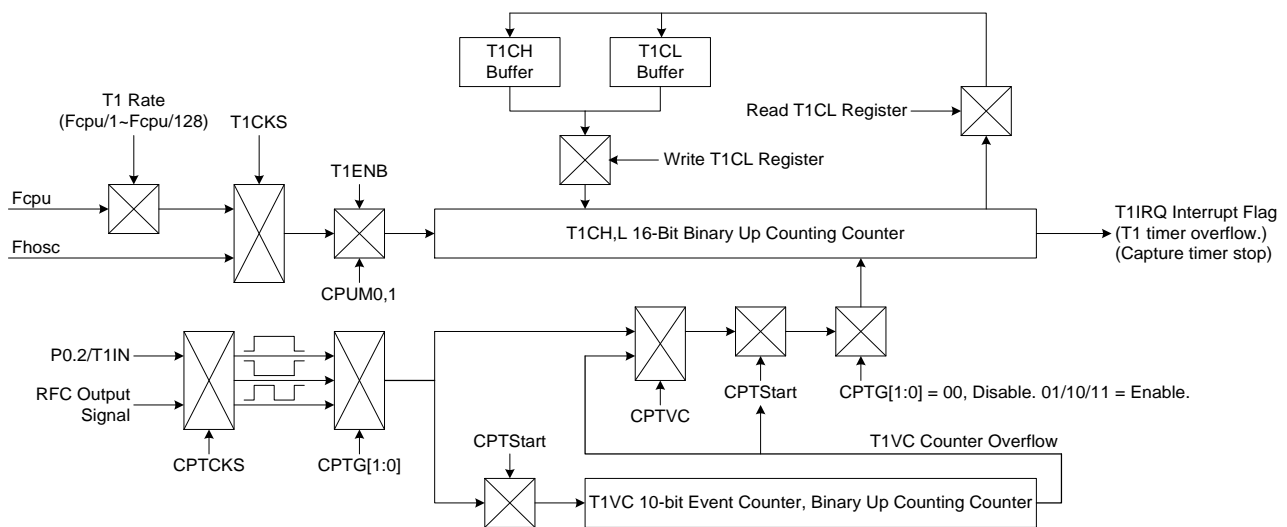 T1CH
Buffer
T1CL
Buffer
T1 Rate
(Fcpu/1~Fcpu/128)
T1CKS
Read T1CL Register
T1ENB
Write T1CL Register
Fcpu
T1CH,L 16-Bit Binary Up Counting Counter
T1IRQ Interrupt Flag
(T1 timer overflow.)
(Capture timer stop)
Fhosc
CPUM0,1
P0.2/T1IN
RFC Output
Signal
CPTVC
CPTStart
CPTG[1:0] = 00, Disable. 01/10/11 = Enable.
CPTCKS
CPTG[1:0]
CPTStart
T1VC Counter Overflow
T1VC 10-bit Event Counter, Binary Up Counting Counter